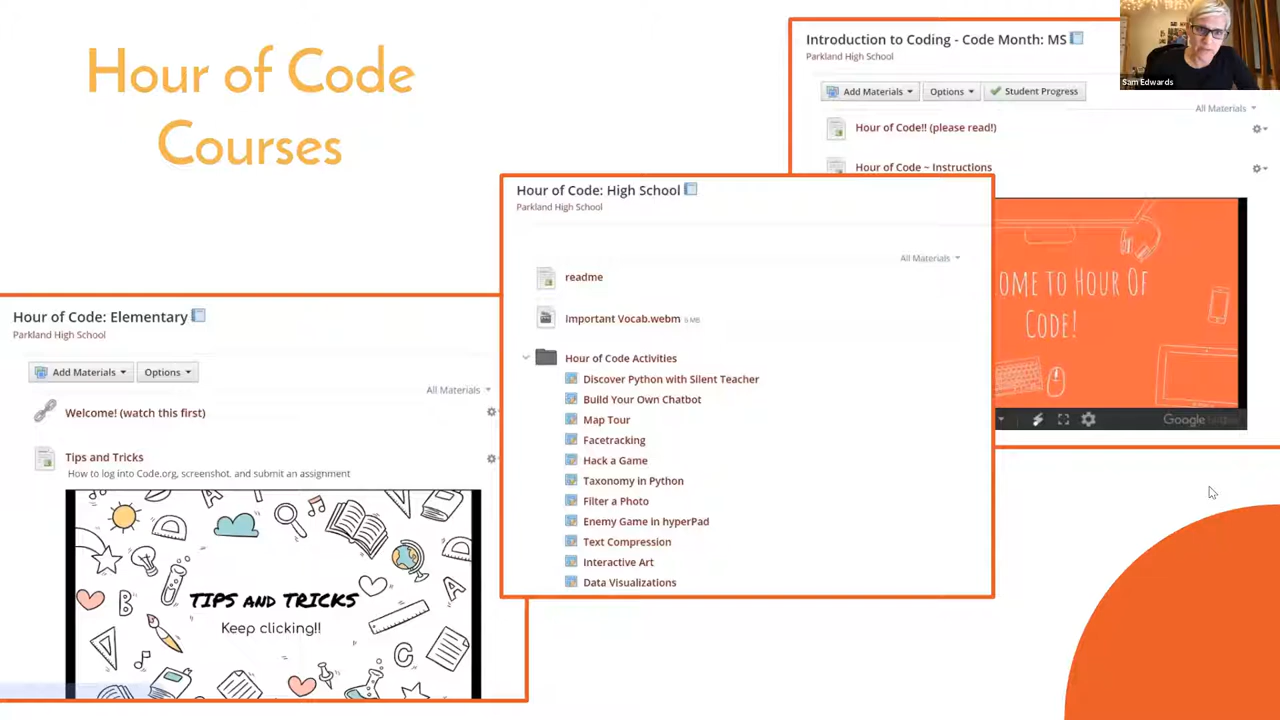 Hour of Code
Courses
Introduction to Coding - Code Month: MS
Parkland High School
Add Materials Options Student Progress
All Materials
Hour of Code!! (please read!)
Hour of Code ~ Instructions
OME TO HOUR OF
CODE!
Google
Sam Edwards
Hour of Code: High School
Parkland High School
All Materials
readme
Important Vocab.webm 6 MB
Hour of Code Activities
Discover Python with Silent Teacher
Build Your Own Chatbot
Map Tour
Facetracking
Hack a Game
Taxonomy in Python
Filter a Photo
Enemy Game in hyperPad
Text Compression
Interactive Art
Data Visualizations
Hour of Code: Elementary
Parkland High School
Add Materials Options
All Materials
Welcome! (watch this first)
Tips and Tricks
How to log into Code.org, screenshot, and submit an assignment
TIPS AND TRICKS
Keep clicking!!
A
B
A
C